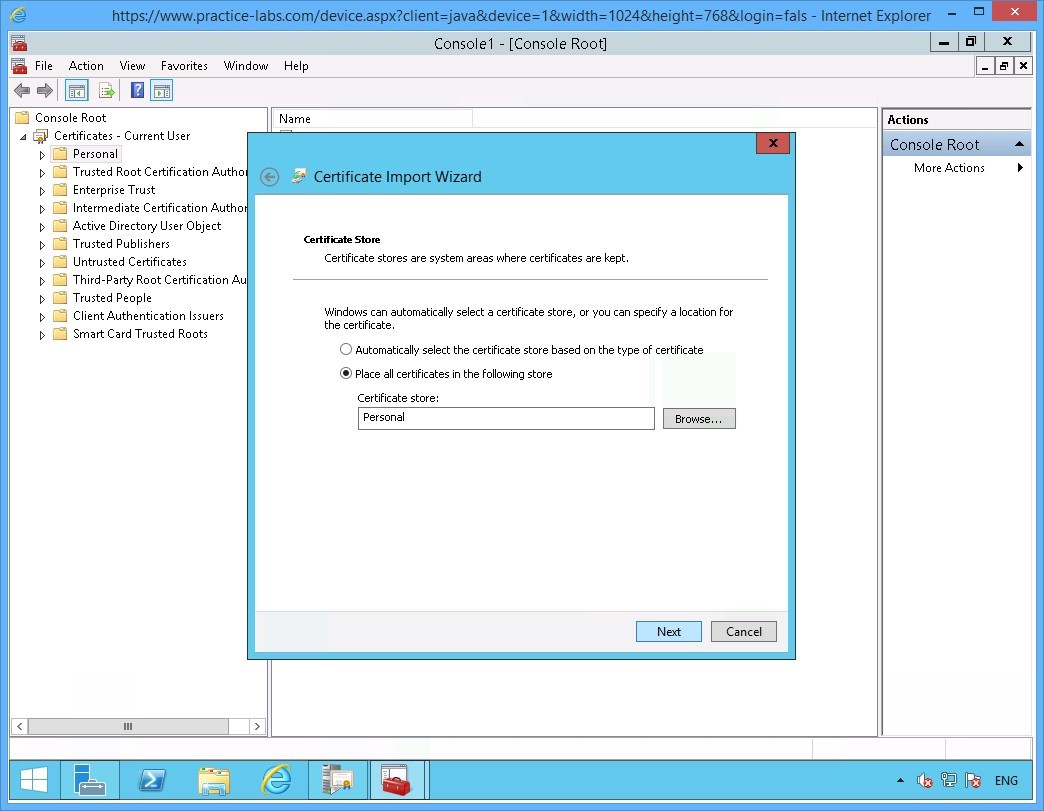 https://www.practice-labs.com/device.aspx?client=java&device=1&width=1024&height=768&login=fals - Internet Explorer
Console1 - [Console Root]
File Action View Favorites Window Help
Console Root
Certificates - Current User
Personal
Trusted Root Certification Author
Enterprise Trust
Intermediate Certification Author
Active Directory User Object
Trusted Publishers
Untrusted Certificates
Third-Party Root Certification Au
Trusted People
Client Authentication Issuers
Smart Card Trusted Roots
Name
Actions
Console Root
More Actions
Certificate Import Wizard
Certificate Store
Certificate stores are system areas where certificates are kept.
Windows can automatically select a certificate store, or you can specify a location for
the certificate.
Automatically select the certificate store based on the type of certificate
Place all certificates in the following store
Certificate store:
Personal
Browse...
Next
Cancel
ENG